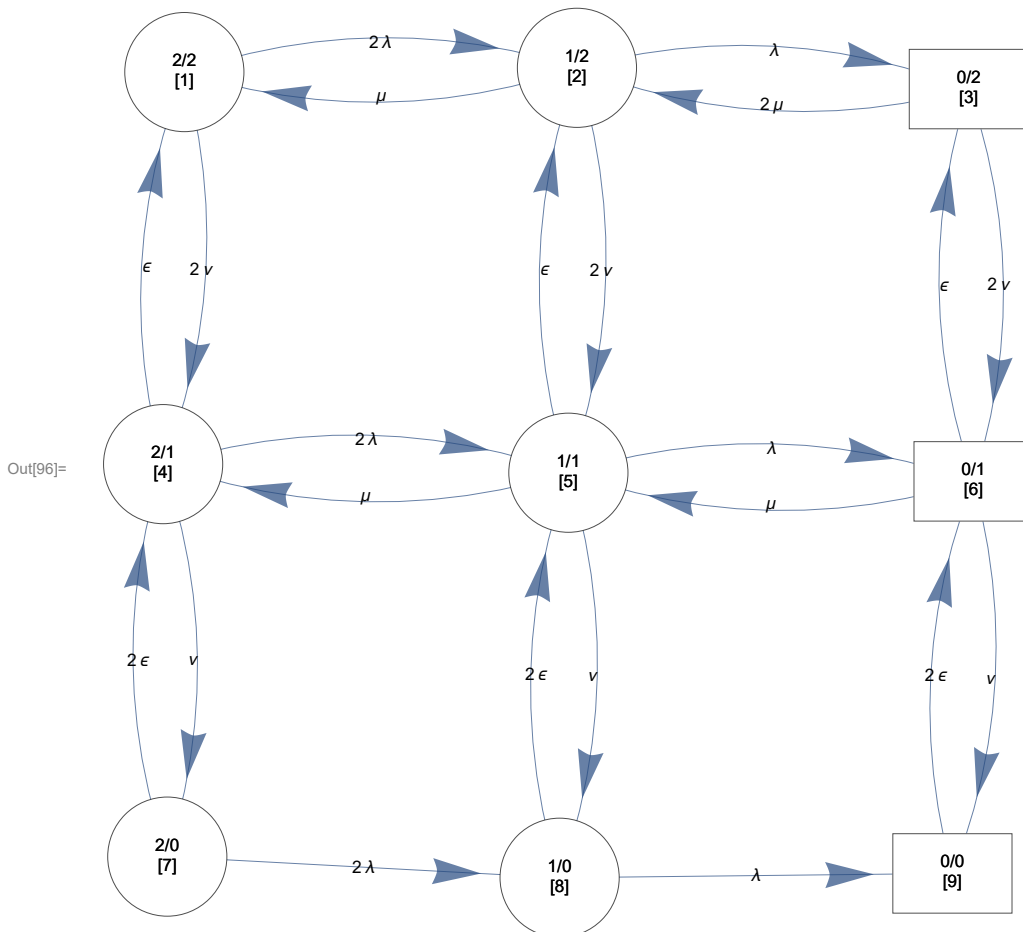 2/2
[1]
2 λ
μ
1/2
[2]
λ
2 μ
0/2
[3]
ϵ
2 ν
ϵ
2 ν
ϵ
2 ν
Out[96]=
2/1
[4]
2 λ
μ
1/1
[5]
λ
μ
0/1
[6]
2 ϵ
ν
2 ϵ
ν
2 ϵ
ν
2/0
[7]
2 λ
1/0
[8]
λ
0/0
[9]